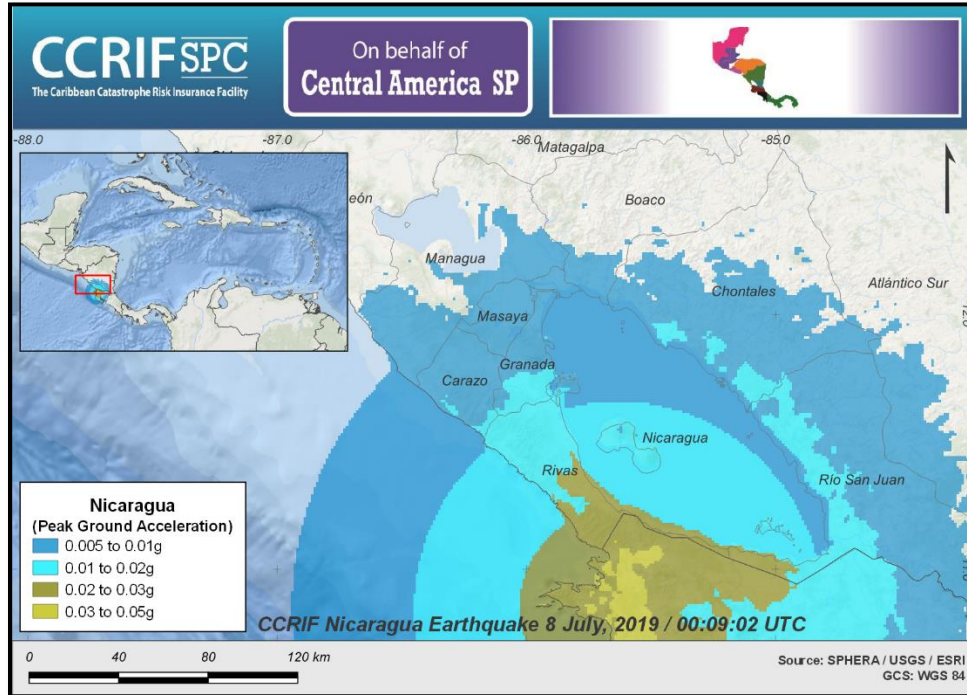 CCRIF SPC
The Caribbean Catastrophe Risk Insurance Facility
On behalf of
Central America SP
-88.0
-87.0
-86.0
-85.0
Matagalpa
eón
Boaco
Managua
Atlántico Sur
Chontales
12.0
Masaya
Granada
Carazo
Nicaragua
Rivas
Río San Juan
11.0
Nicaragua
(Peak Ground Acceleration)
0.005 to 0.01g
0.01 to 0.02g
0.02 to 0.03g
0.03 to 0.05g
CCRIF Nicaragua Earthquake 8 July, 2019 / 00:09:02 UTC
0 40 80 120 km
Source: SPHERA / USGS / ESRI
GCS: WGS 84